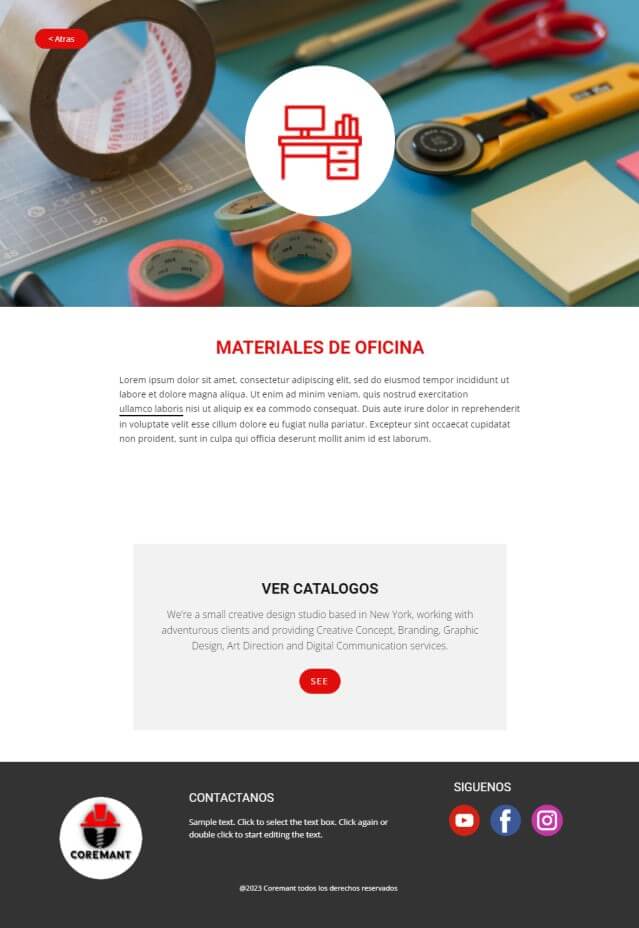 < Atras
MATERIALES DE OFICINA
Lorem ipsum dolor sit amet, consectetur adipiscing elit, sed do eiusmod tempor incididunt ut
labore et dolore magna aliqua. Ut enim ad minim veniam, quis nostrud exercitation
ullamco laboris nisi ut aliquip ex ea commodo consequat. Duis aute irure dolor in reprehenderit
in voluptate velit esse cillum dolore eu fugiat nulla pariatur. Excepteur sint occaecat cupidatat
non proident, sunt in culpa qui officia deserunt mollit anim id est laborum.
VER CATALOGOS
We're a small creative design studio based in New York, working with
adventurous clients and providing Creative Concept, Branding, Graphic
Design, Art Direction and Digital Communication services.
SEE
COREMANT
CONTACTANOS
Sample text. Click to select the text box. Click again or
double click to start editing the text.
SIGUENOS
@2023 Coremant todos los derechos reservados